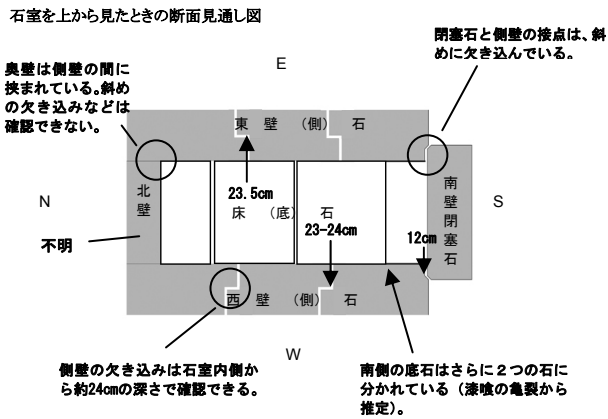 石室を上から見たときの断面見通し図
閉塞石と側壁の接点は、斜
めに欠き込んでいる。
奥壁は側壁の間に
挟まれている。斜め
の欠き込みなどは
確認できない。
E
東 壁 (側) 石
北壁
N
23.5cm
床 (底) 石
南壁閉塞石
S
不明
23-24cm
12cm
西 壁 (側) 石
W
側壁の欠き込みは石室内側か
ら約24cmの深さで確認できる。
南側の底石はさらに２つの石に
分かれている（漆喰の亀裂から
推定）。